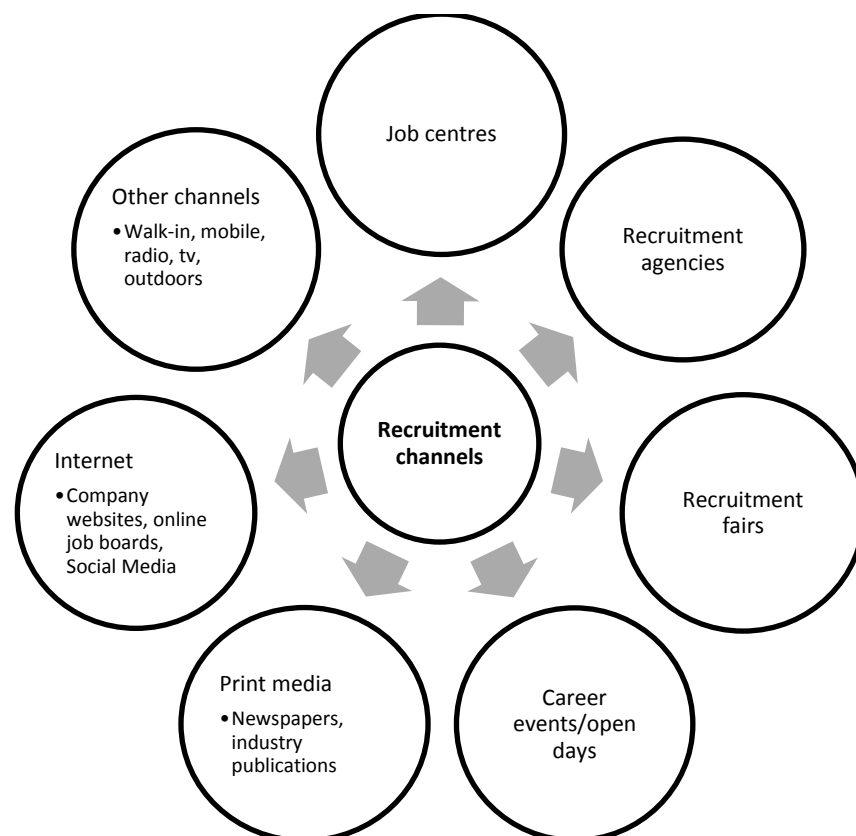 Job centres
Recruitment
agencies
Recruitment
fairs
Career
events/open
days
Print media
•Newspapers,
industry
publications
Internet
•Company
websites, online
job boards,
Social Media
Other channels
•Walk-in, mobile,
radio, tv,
outdoors
Recruitment
channels